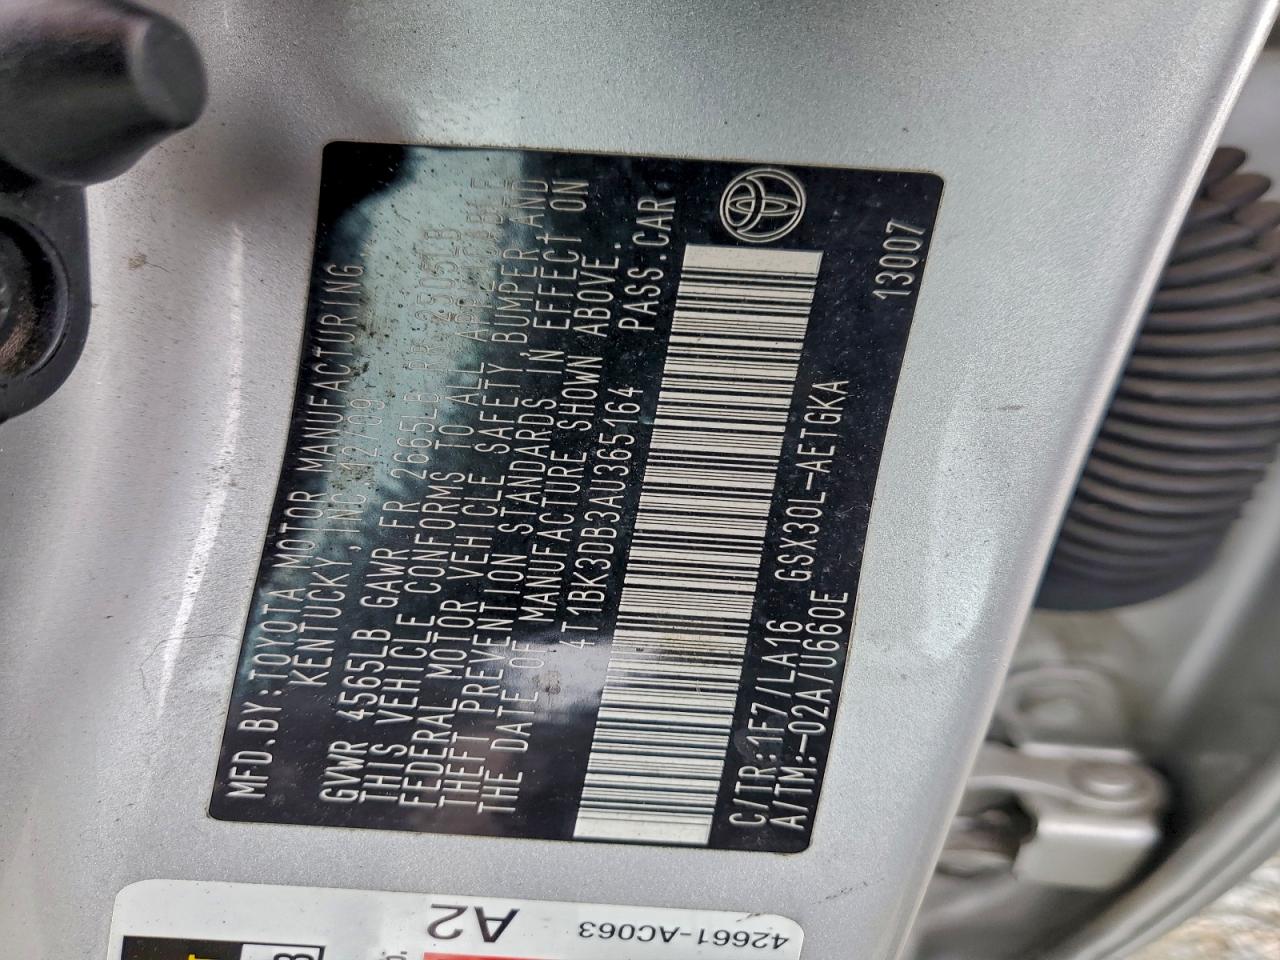 MFD.BY:TOYOTA MOTOR MANUFACTURING
KENTUCKY,INC 12/09
GVWR 4565LB GAWR FR 2665LB RR
THIS VEHICLE CONFORMS TO ALL APPLICABLE
FEDERAL MOTOR VEHICLE SAFETY,BUMPER,AND
THEFT PREVENTION STANDARDS IN EFFECT ON
THE DATE OF MANUFACTURE SHOWN ABOVE.
4T1BK3DB3AU365164 PASS.CAR
C/TR:1F7/LA16 GSX30L-AETGKA
A/TM:-02A/U660E
13007
A2
42661-AC063